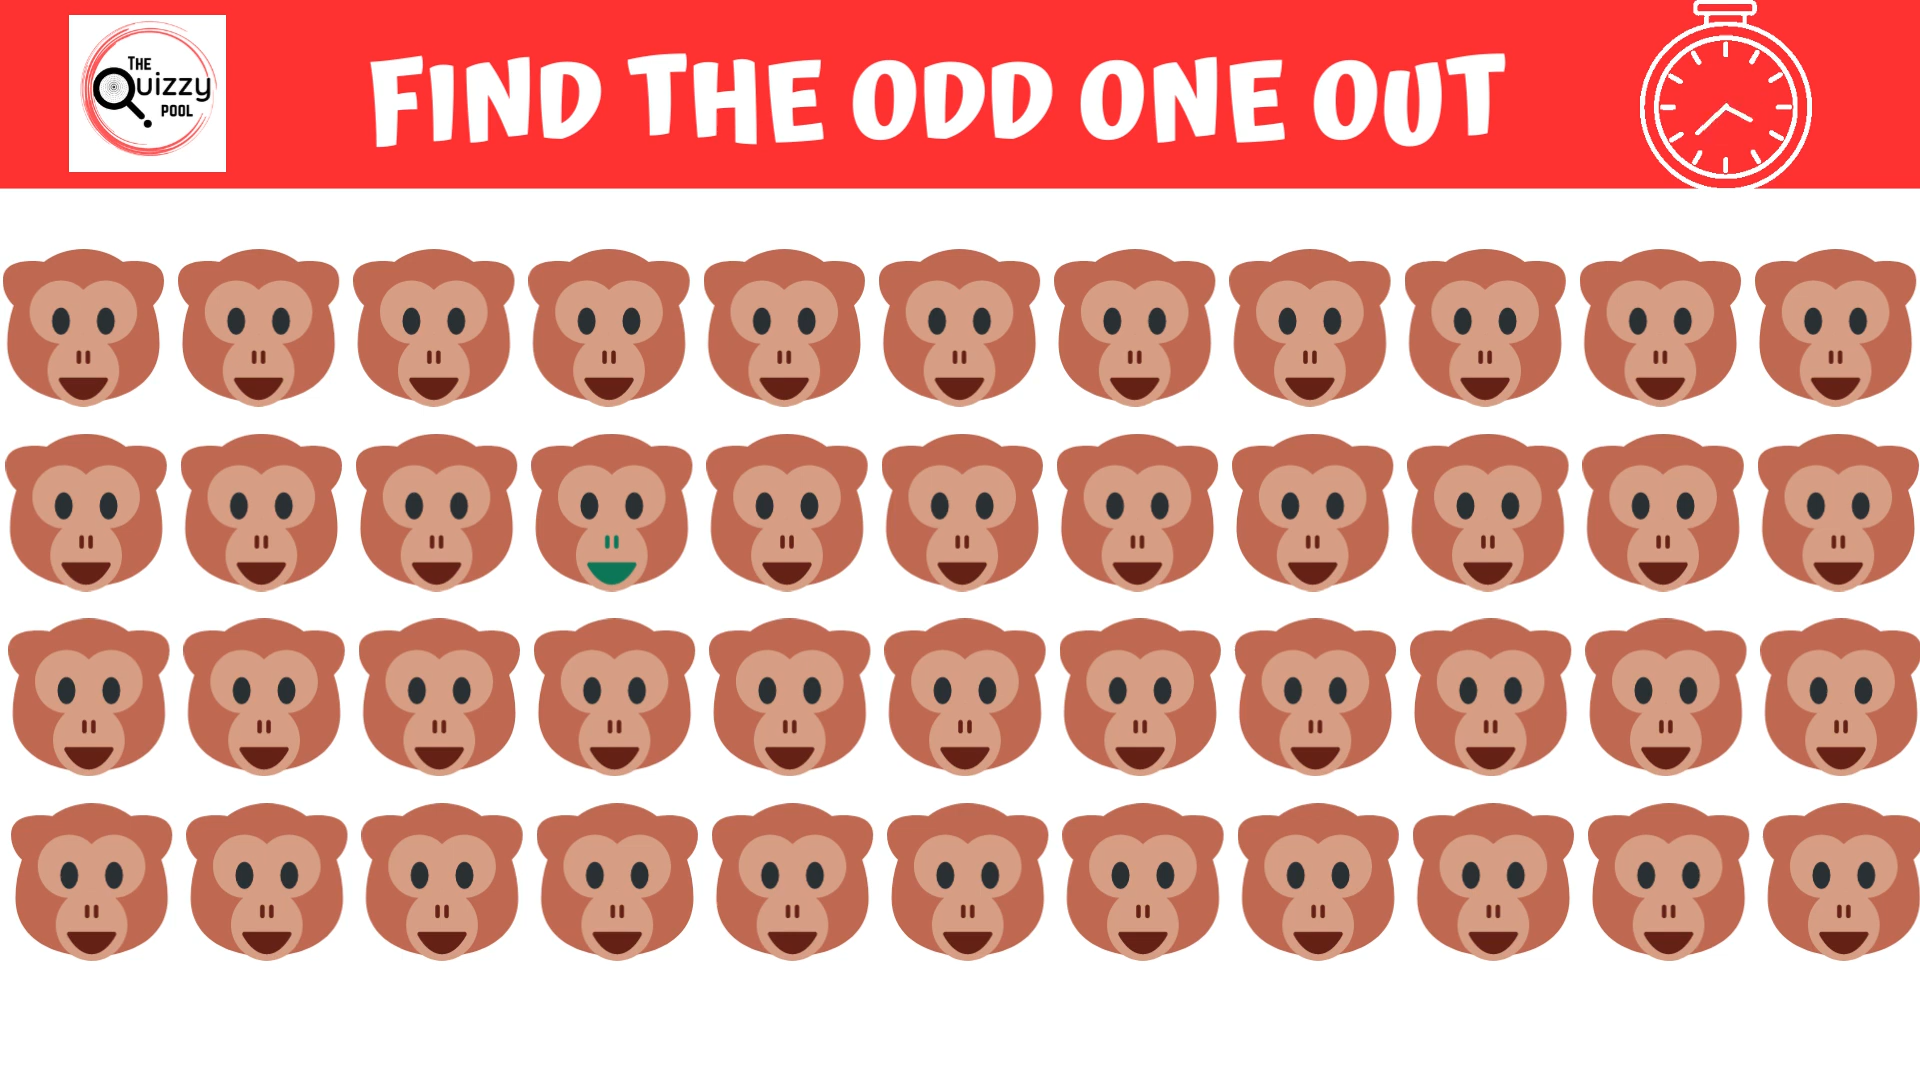 THE
Quizzy
POOL
FIND THE ODD ONE OUT